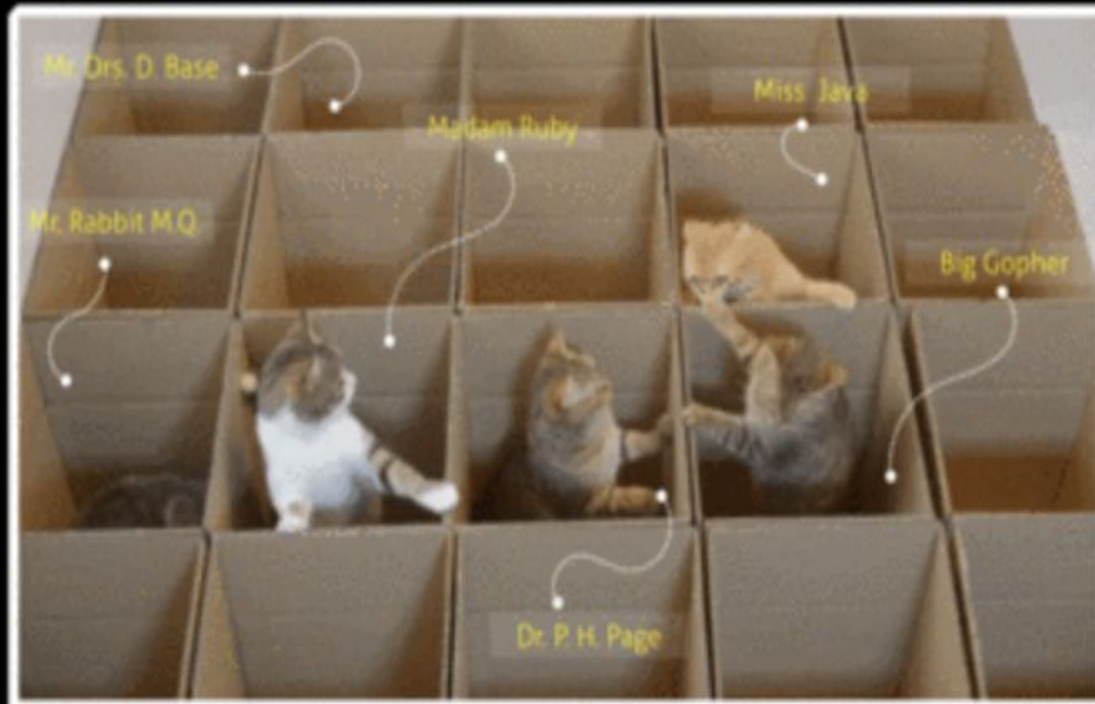 Mr. Drs. D. Base
Miss Java
Madam Ruby
Mr. Rabbit M.Q.
Big Gopher
Dr. P. H. Page